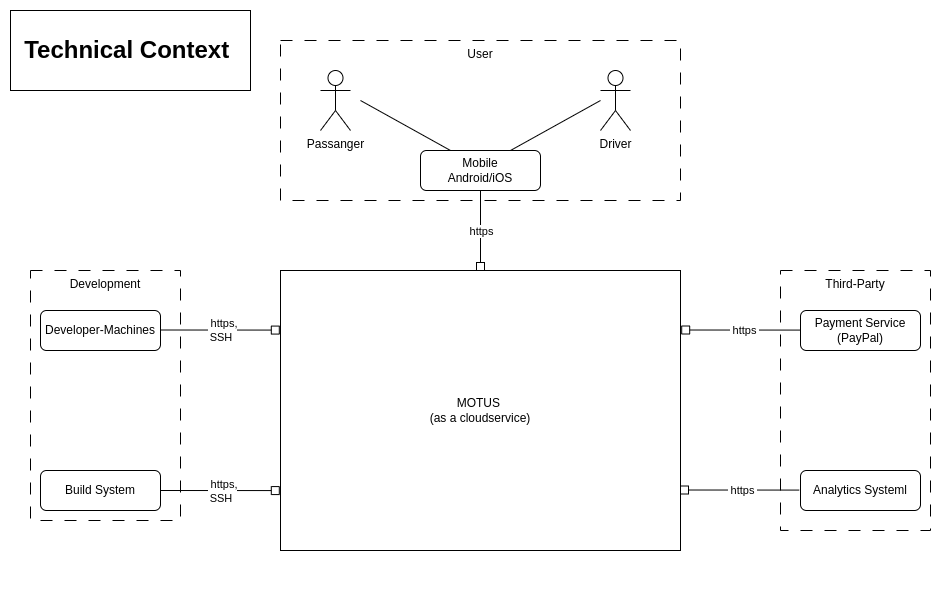 Technical Context
User
Passanger
Driver
Mobile
Android/iOS
https
Development
Developer-Machines
https,
SSH
Build System
https,
SSH
MOTUS
(as a cloudservice)
Third-Party
https
Payment Service
(PayPal)
https
Analytics Systeml